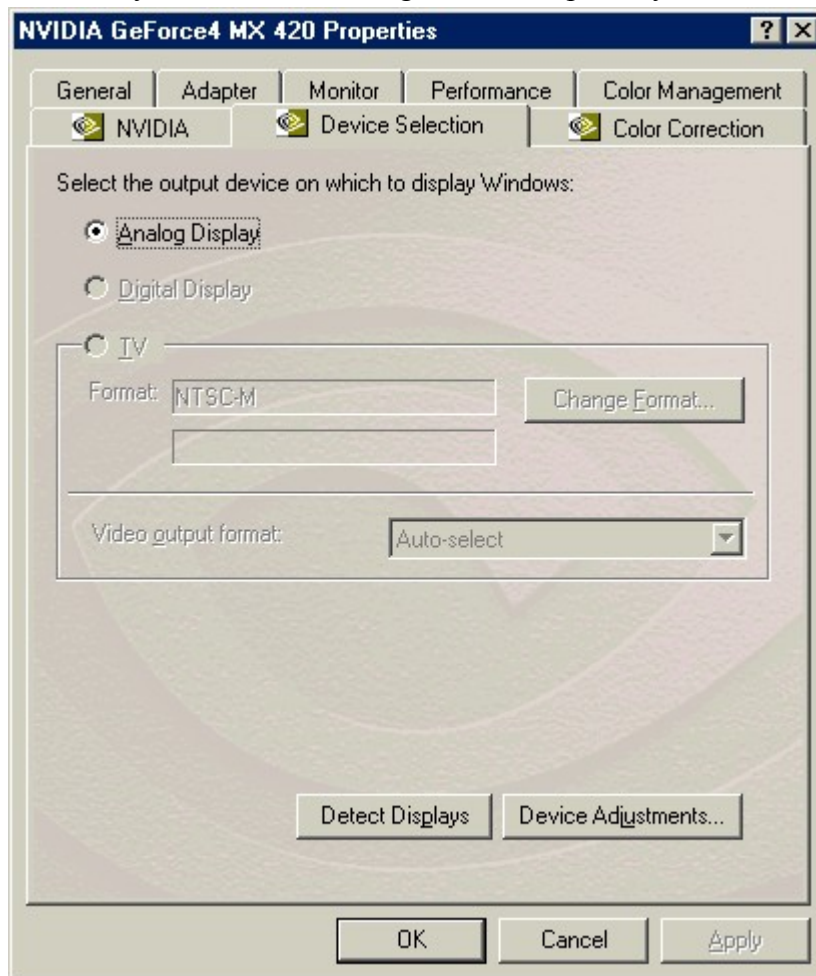 NVIDIA GeForce4 MX 420 Properties
General Adapter Monitor Performance Color Management
NVIDIA Device Selection Color Correction
Select the output device on which to display Windows:
Analog Display
Digital Display
TV
Format: NTSC-M Change Format...
Video output format: Auto-select
Detect Displays Device Adjustments...
OK Cancel Apply